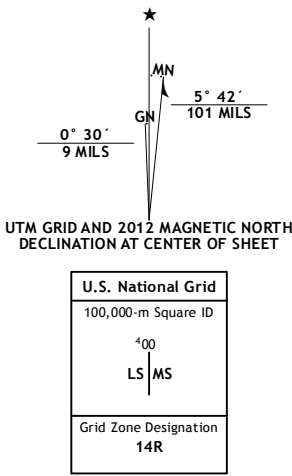 ★
MN
GN
5° 42´
101 MILS
0° 30´
9 MILS
UTM GRID AND 2012 MAGNETIC NORTH
DECLINATION AT CENTER OF SHEET
U.S. National Grid
100,000-m Square ID
⁴00
LS MS
Grid Zone Designation
14R